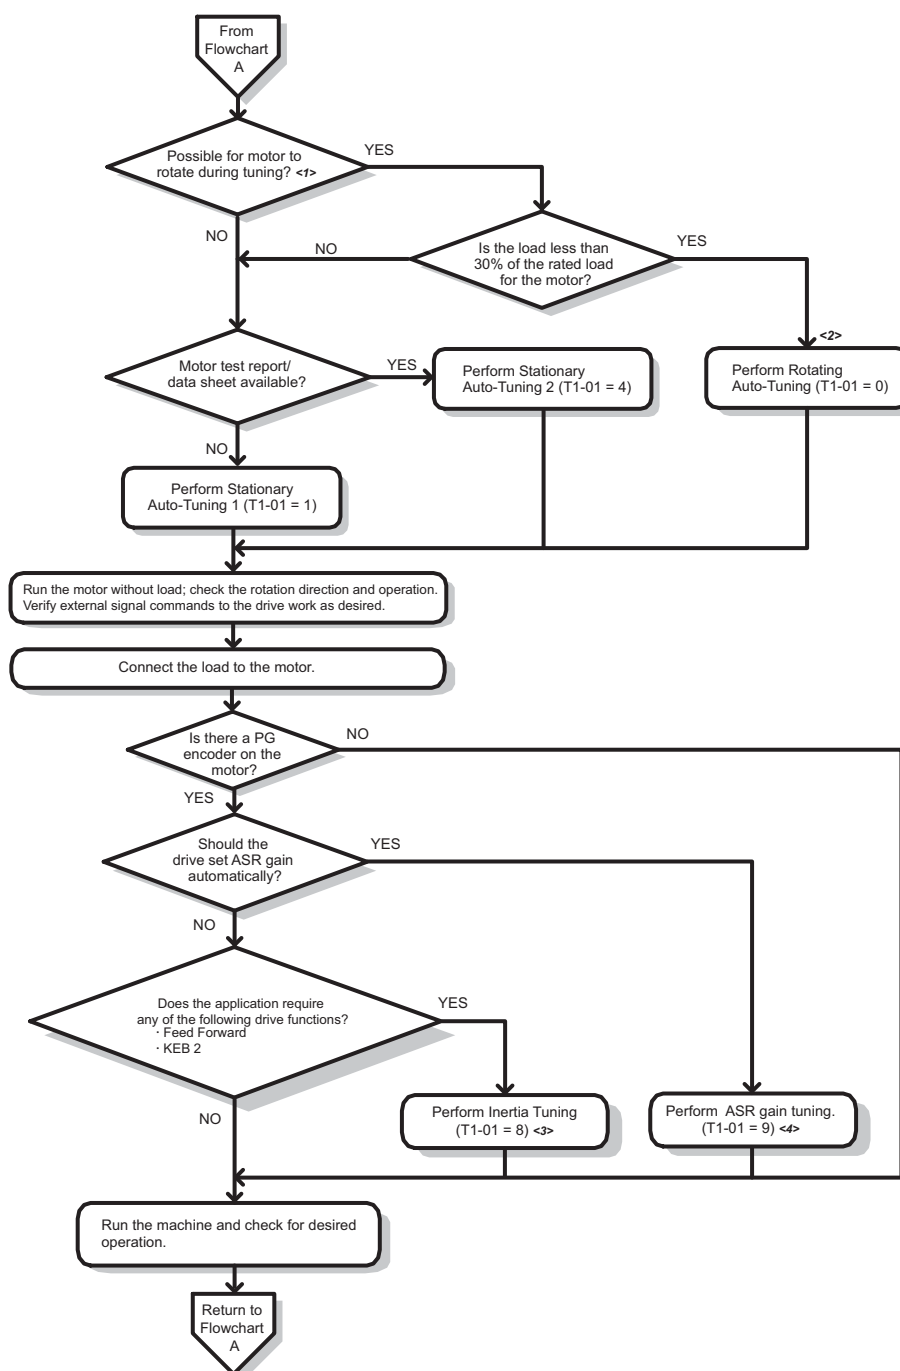 From
Flowchart
A
Possible for motor to
rotate during tuning? <1>
YES
NO
Is the load less than
30% of the rated load
for the motor?
NO
YES
<2>
Motor test report/
data sheet available?
YES
Perform Stationary
Auto-Tuning 2 (T1-01 = 4)
Perform Rotating
Auto-Tuning (T1-01 = 0)
NO
Perform Stationary
Auto-Tuning 1 (T1-01 = 1)
Run the motor without load; check the rotation direction and operation.
Verify external signal commands to the drive work as desired.
Connect the load to the motor.
Is there a PG
encoder on the
motor?
NO
YES
Should the
drive set ASR gain
automatically?
YES
NO
Does the application require
any of the following drive functions?
· Feed Forward
· KEB 2
YES
NO
Perform Inertia Tuning
(T1-01 = 8) <3>
Perform ASR gain tuning.
(T1-01 = 9) <4>
Run the machine and check for desired
operation.
Return to
Flowchart
A